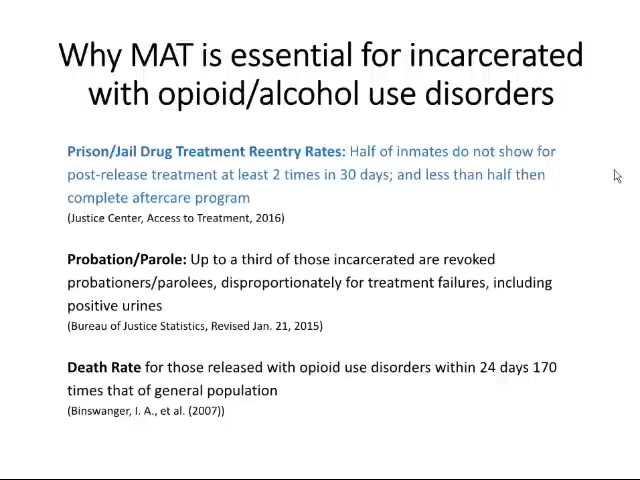 Why MAT is essential for incarcerated
with opioid/alcohol use disorders
Prison/Jail Drug Treatment Reentry Rates: Half of inmates do not show for
post-release treatment at least 2 times in 30 days; and less than half then
complete aftercare program
(Justice Center, Access to Treatment, 2016)
Probation/Parole: Up to a third of those incarcerated are revoked
probationers/parolees, disproportionately for treatment failures, including
positive urines
(Bureau of Justice Statistics, Revised Jan. 21, 2015)
Death Rate for those released with opioid use disorders within 24 days 170
times that of general population
(Binswanger, I. A., et al. (2007))